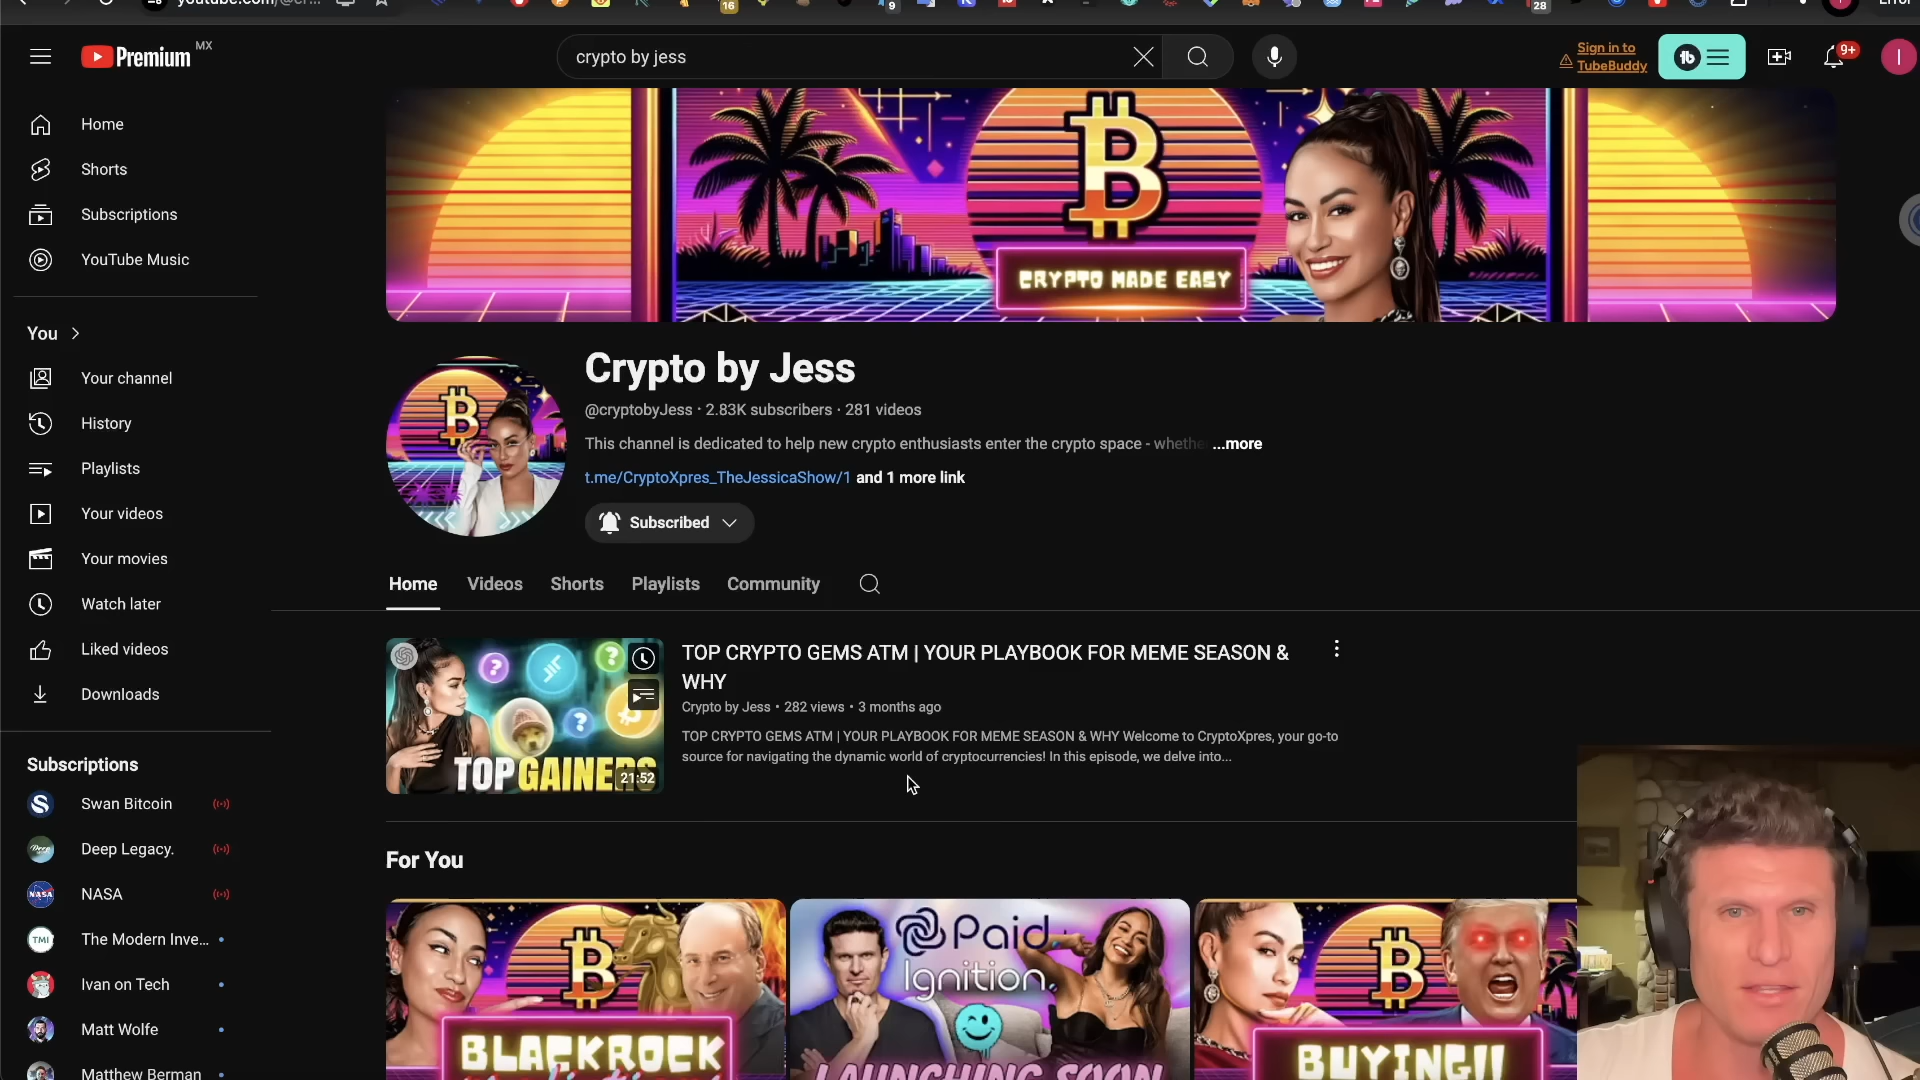 16
9
28
Premium MX
crypto by jess
Sign in to
TubeBuddy
9+
I
Home
Shorts
Subscriptions
YouTube Music
You
Your channel
History
Playlists
Your videos
Your movies
Watch later
Liked videos
Downloads
Subscriptions
Swan Bitcoin
Deep Legacy.
NASA
The Modern Inve...
Ivan on Tech
Matt Wolfe
Matthew Berman
CRYPTO MADE EASY
Crypto by Jess
@cryptobyJess · 2.83K subscribers · 281 videos
This channel is dedicated to help new crypto enthusiasts enter the crypto space - whethe ...more
t.me/CryptoXpres_TheJessicaShow/1 and 1 more link
Subscribed
Home Videos Shorts Playlists Community
TOP GAINERS
21:52
TOP CRYPTO GEMS ATM | YOUR PLAYBOOK FOR MEME SEASON &
WHY
Crypto by Jess • 282 views • 3 months ago
TOP CRYPTO GEMS ATM | YOUR PLAYBOOK FOR MEME SEASON & WHY Welcome to CryptoXpres, your go-to
source for navigating the dynamic world of cryptocurrencies! In this episode, we delve into...
For You
BLACKROCK
Paid
Ignition
LAUNCHING SOON
BUYING!!